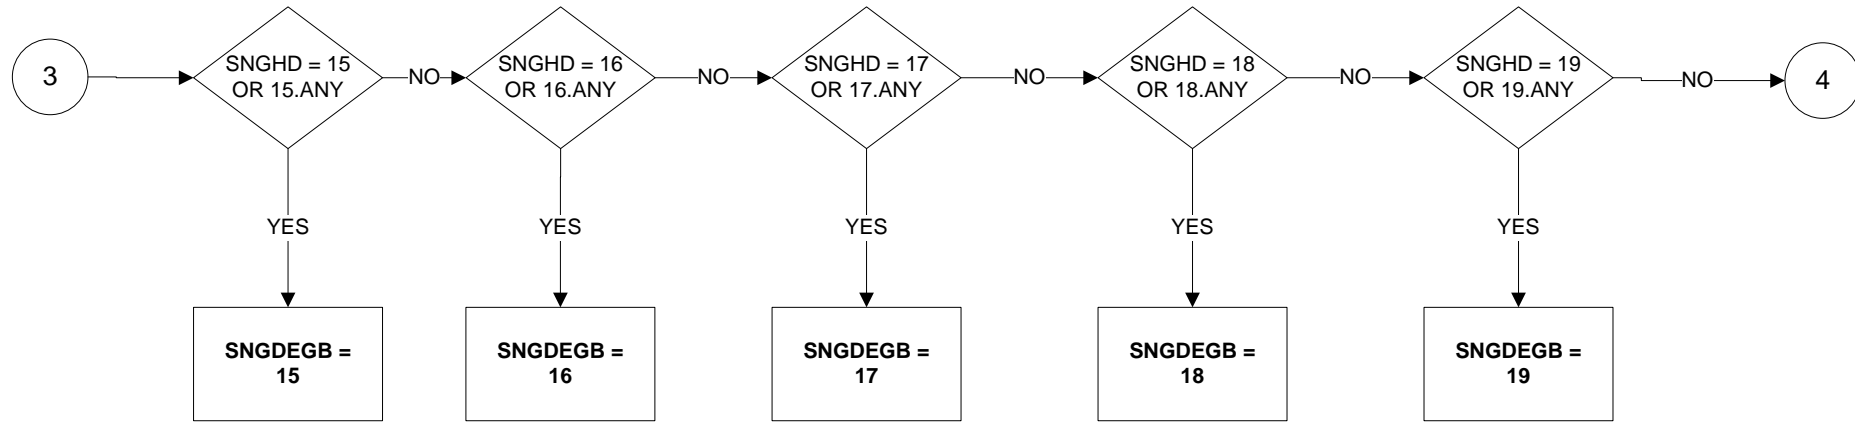 3
SNGHD = 15
OR 15.ANY
NO
SNGHD = 16
OR 16.ANY
NO
SNGHD = 17
OR 17.ANY
NO
SNGHD = 18
OR 18.ANY
NO
SNGHD = 19
OR 19.ANY
NO
4
YES
YES
YES
YES
YES
SNGDEGB =
15
SNGDEGB =
16
SNGDEGB =
17
SNGDEGB =
18
SNGDEGB =
19